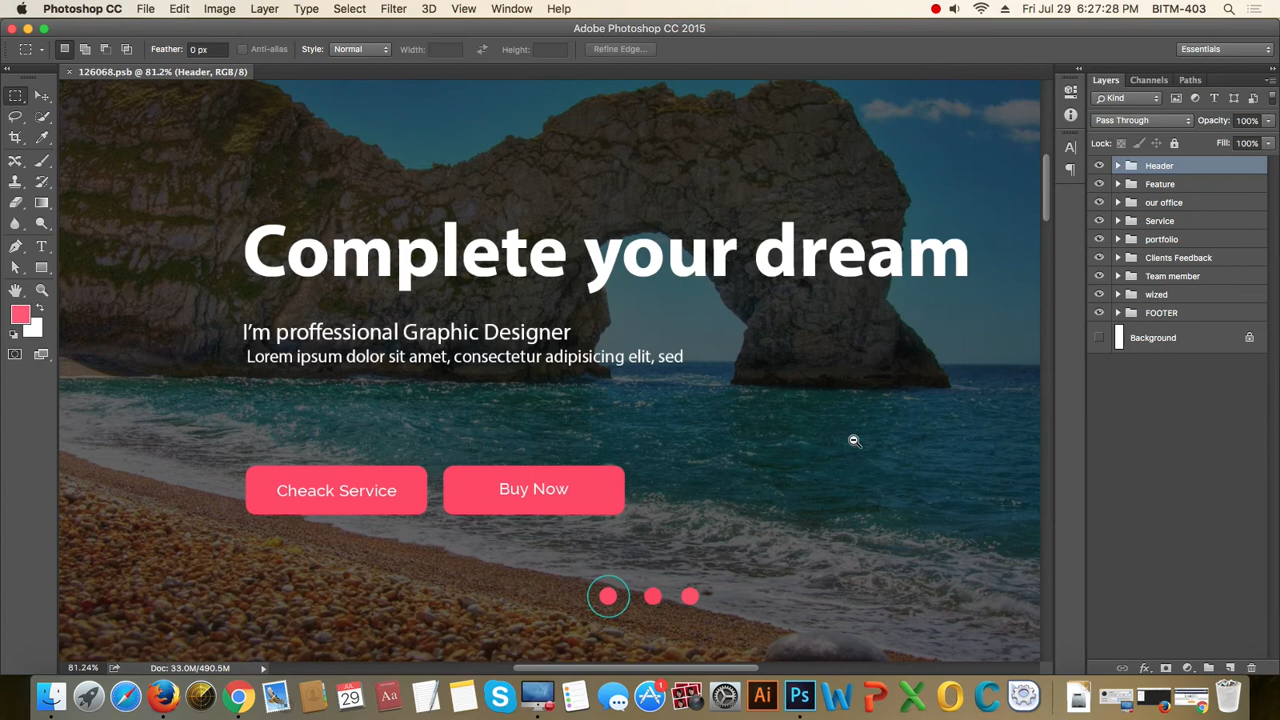 Photoshop CC File Edit Image Layer Type Select Filter 3D View Window Help Fri Jul 29 6:27:28 PM BITM-403
Adobe Photoshop CC 2015
Feather: 0 px Anti-alias Style: Normal Width: Height: Refine Edge... Essentials
× 126068.psb @ 81.2% (Header, RGB/8)
Layers Channels Paths
Kind
Pass Through Opacity: 100%
Lock: Fill: 100%
Header
Feature
our office
Service
portfolio
Clients Feedback
Team member
wized
FOOTER
Background
Complete your dream
I'm proffessional Graphic Designer
Lorem ipsum dolor sit amet, consectetur adipisicing elit, sed
Cheack Service Buy Now
81.24% Doc: 33.0M/490.5M
JUL
29
Aa
Ai
Ps